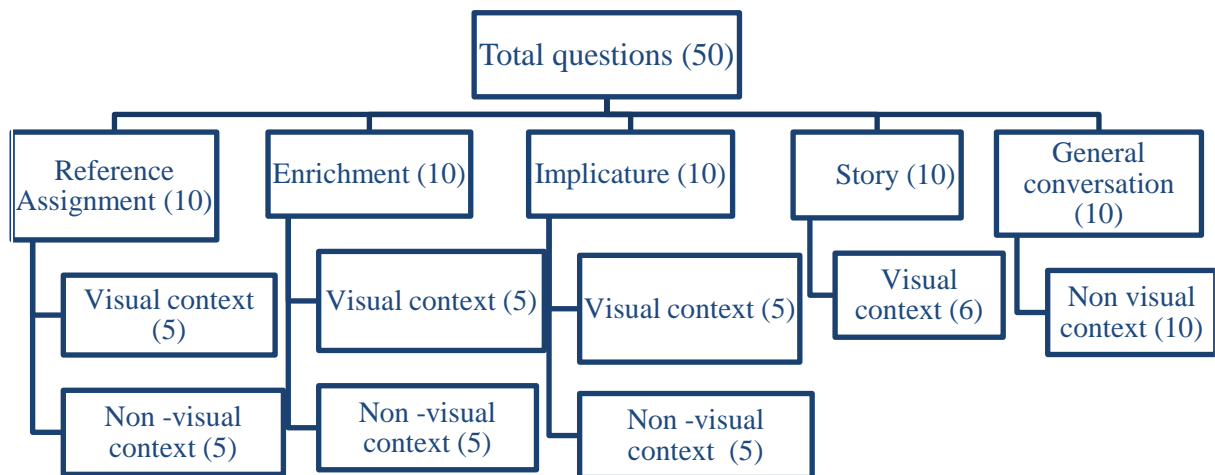 Total questions (50)
Reference
Assignment (10)
Enrichment (10)
Implicature (10)
Story (10)
General
conversation
(10)
Visual context
(5)
Non -visual
context (5)
Visual context (5)
Non -visual
context (5)
Visual context (5)
Non -visual
context  (5)
Visual
context (6)
Non visual
context (10)